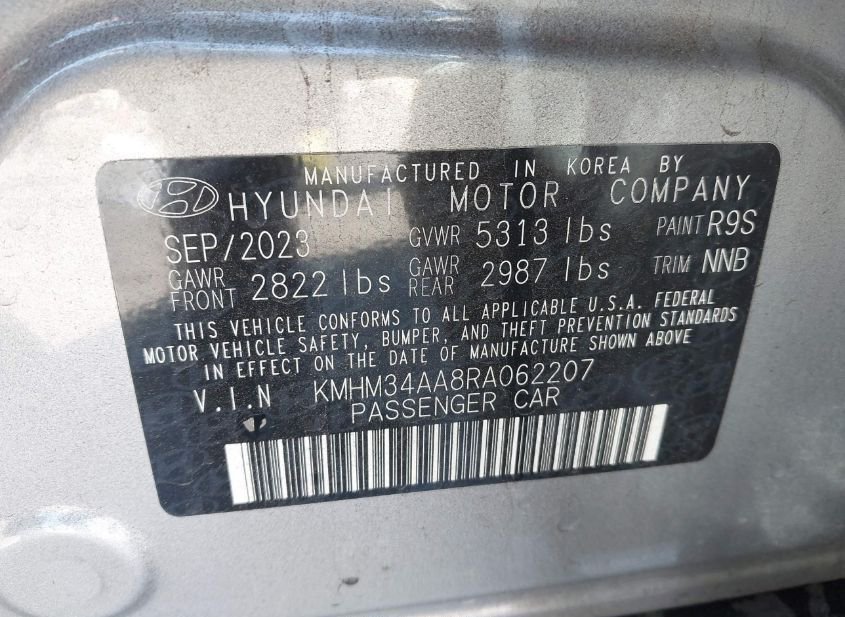 MANUFACTURED IN KOREA BY
HYUNDAI MOTOR COMPANY
SEP/2023 GVWR 5313 lbs PAINT R9S
GAWR FRONT 2822 lbs GAWR REAR 2987 lbs TRIM NNB
THIS VEHICLE CONFORMS TO ALL APPLICABLE U.S.A. FEDERAL
MOTOR VEHICLE SAFETY, BUMPER, AND THEFT PREVENTION STANDARDS
IN EFFECT ON THE DATE OF MANUFACTURE SHOWN ABOVE
V.I.N KMHM34AA8RA062207
PASSENGER CAR